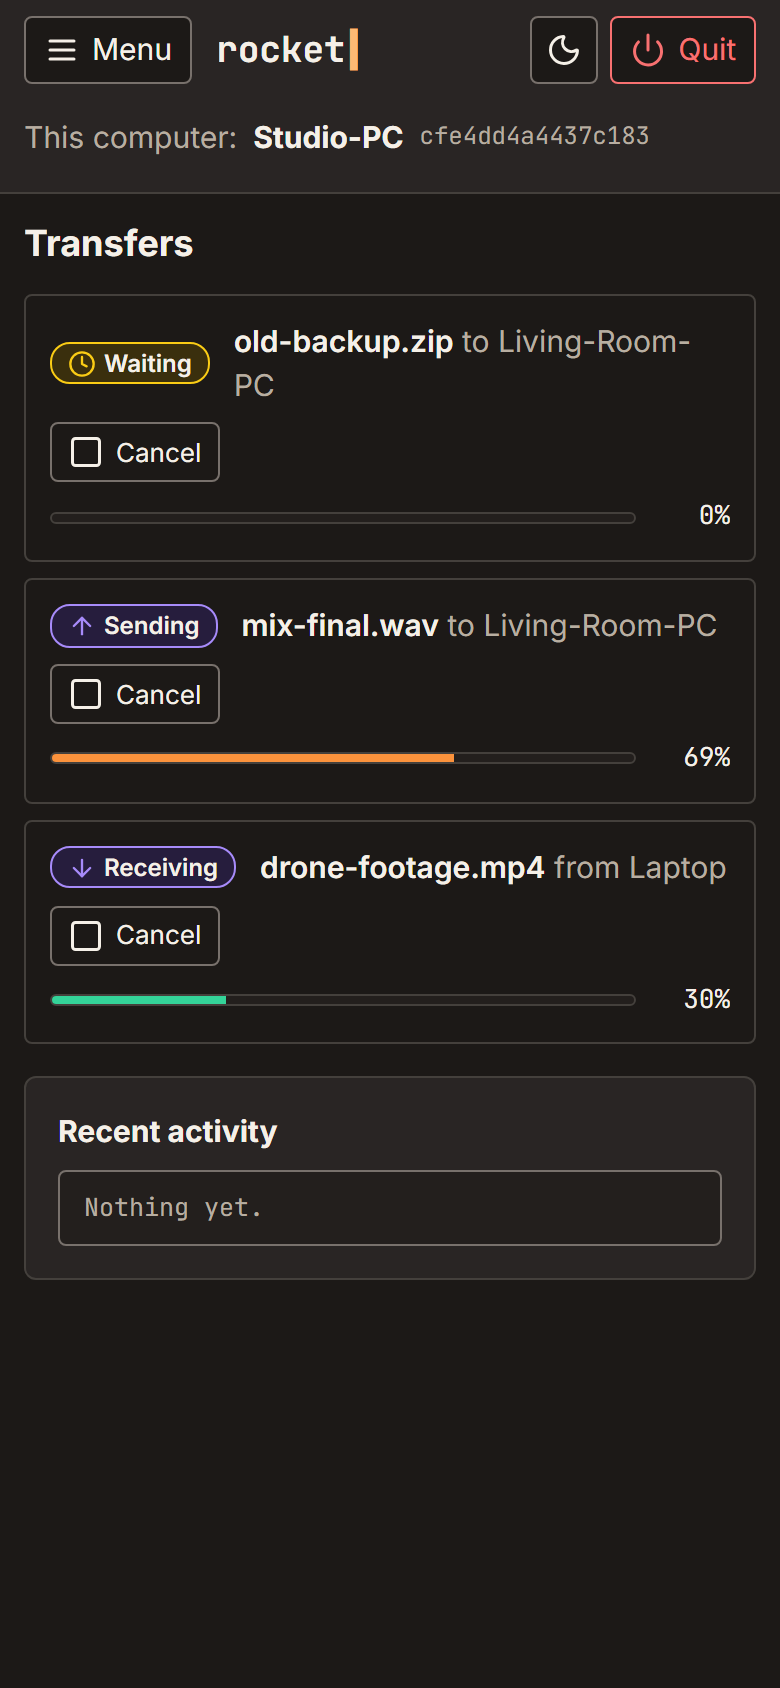 Menu rocket Quit
This computer: Studio-PC cfe4dd4a4437c183
Transfers
Waiting old-backup.zip to Living-Room-
PC
Cancel
0%
Sending mix-final.wav to Living-Room-PC
Cancel
69%
Receiving drone-footage.mp4 from Laptop
Cancel
30%
Recent activity
Nothing yet.